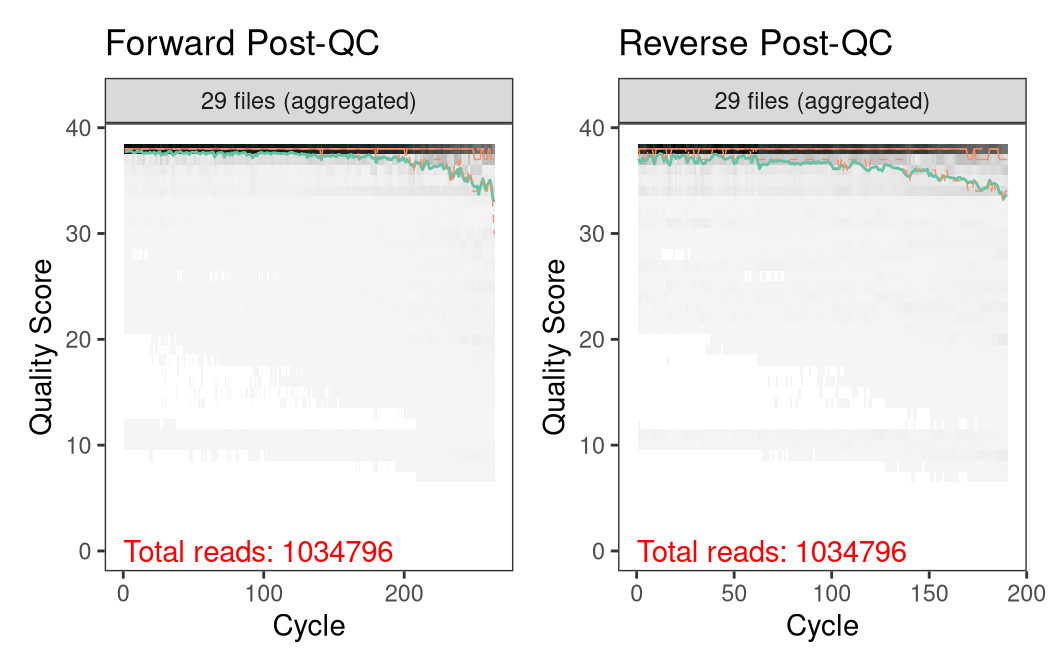 Forward Post-QC
29 files (aggregated)
40
30
20
10
0
Quality Score
Total reads: 1034796
0 100 200
Cycle
Reverse Post-QC
29 files (aggregated)
40
30
20
10
0
Quality Score
Total reads: 1034796
0 50 100 150 200
Cycle